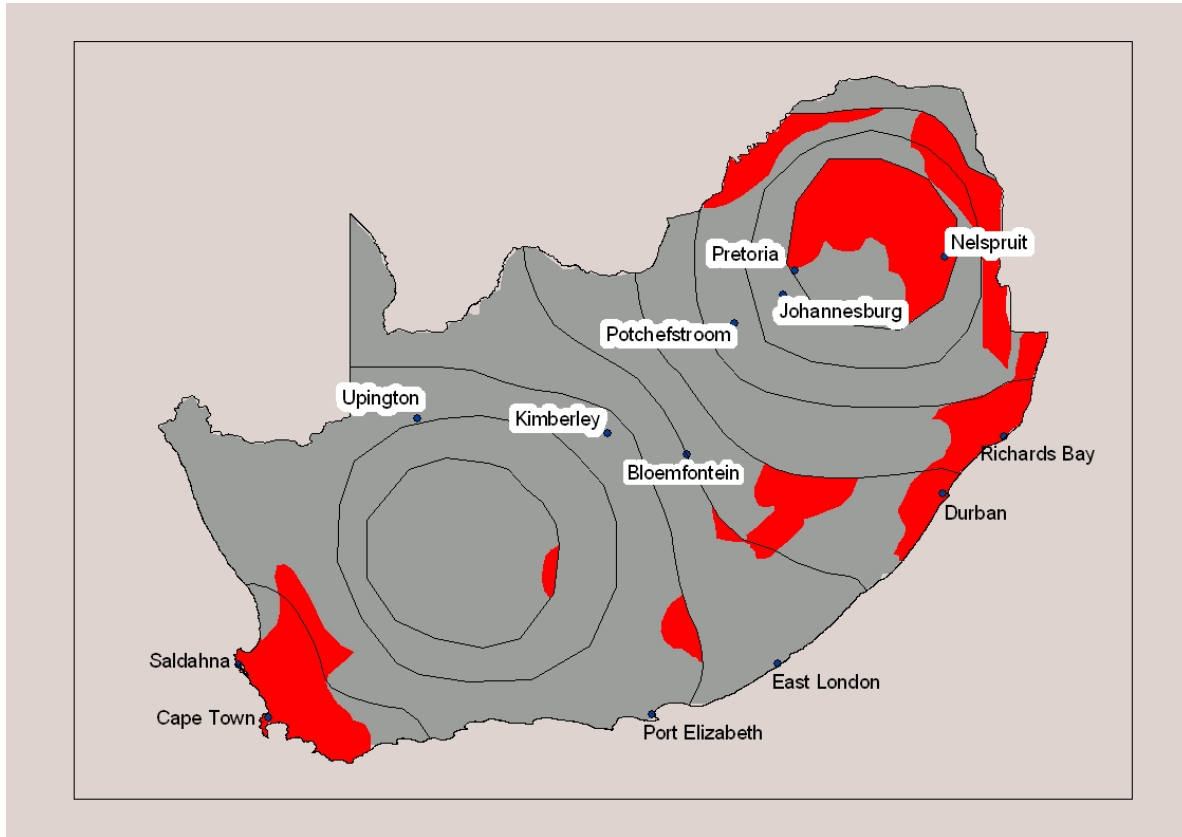 Nelspruit
Pretoria
Johannesburg
Potchefstroom
Upington
Kimberley
Bloemfontein
Richards Bay
Durban
Saldahna
East London
Cape Town
Port Elizabeth